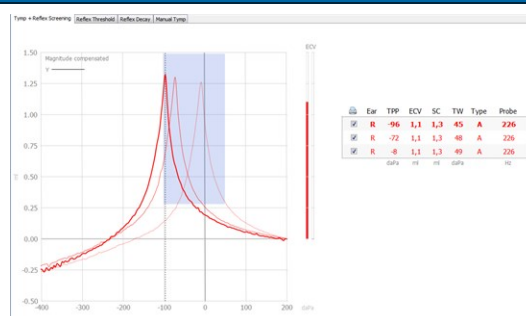 Tymp + Reflex Screening Reflex Threshold Reflex Decay Manual Tymp
ECV
1.50
Magnitude compensated
Y
1.25
1.00
0.75
0.50
0.25
0.00
-0.25
-0.50
-400 -300 -200 -100 0 100 200 daPa
Ear TPP ECV SC TW Type Probe
R -96 1,1 1,3 45 A 226
R -72 1,1 1,3 48 A 226
R -8 1,1 1,3 49 A 226
daPa ml ml daPa Hz